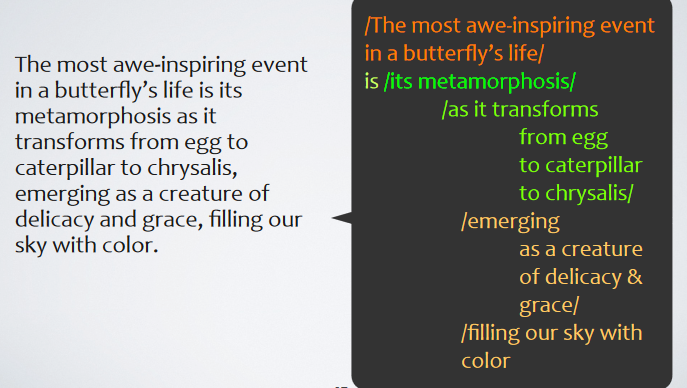 The most awe-inspiring event
in a butterfly's life is its
metamorphosis as it
transforms from egg to
caterpillar to chrysalis,
emerging as a creature of
delicacy and grace, filling our
sky with color.
/The most awe-inspiring event
in a butterfly's life/
is /its metamorphosis/
/as it transforms
from egg
to caterpillar
to chrysalis/
/emerging
as a creature
of delicacy &
grace/
/filling our sky with
color